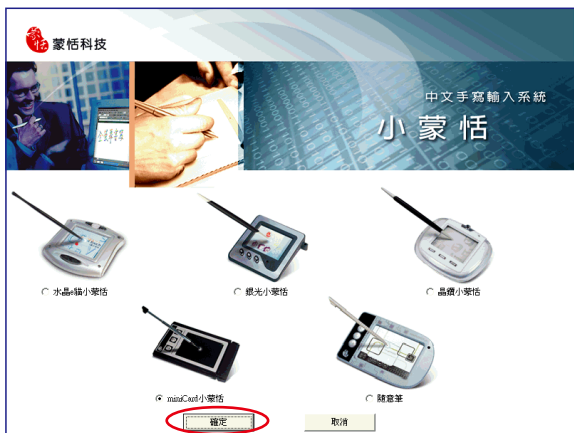 蒙恬科技
中文手寫輸入系統
小蒙恬
水晶e貓小蒙恬
銀光小蒙恬
晶鑽小蒙恬
miniCard小蒙恬
隨意筆
確定
取消